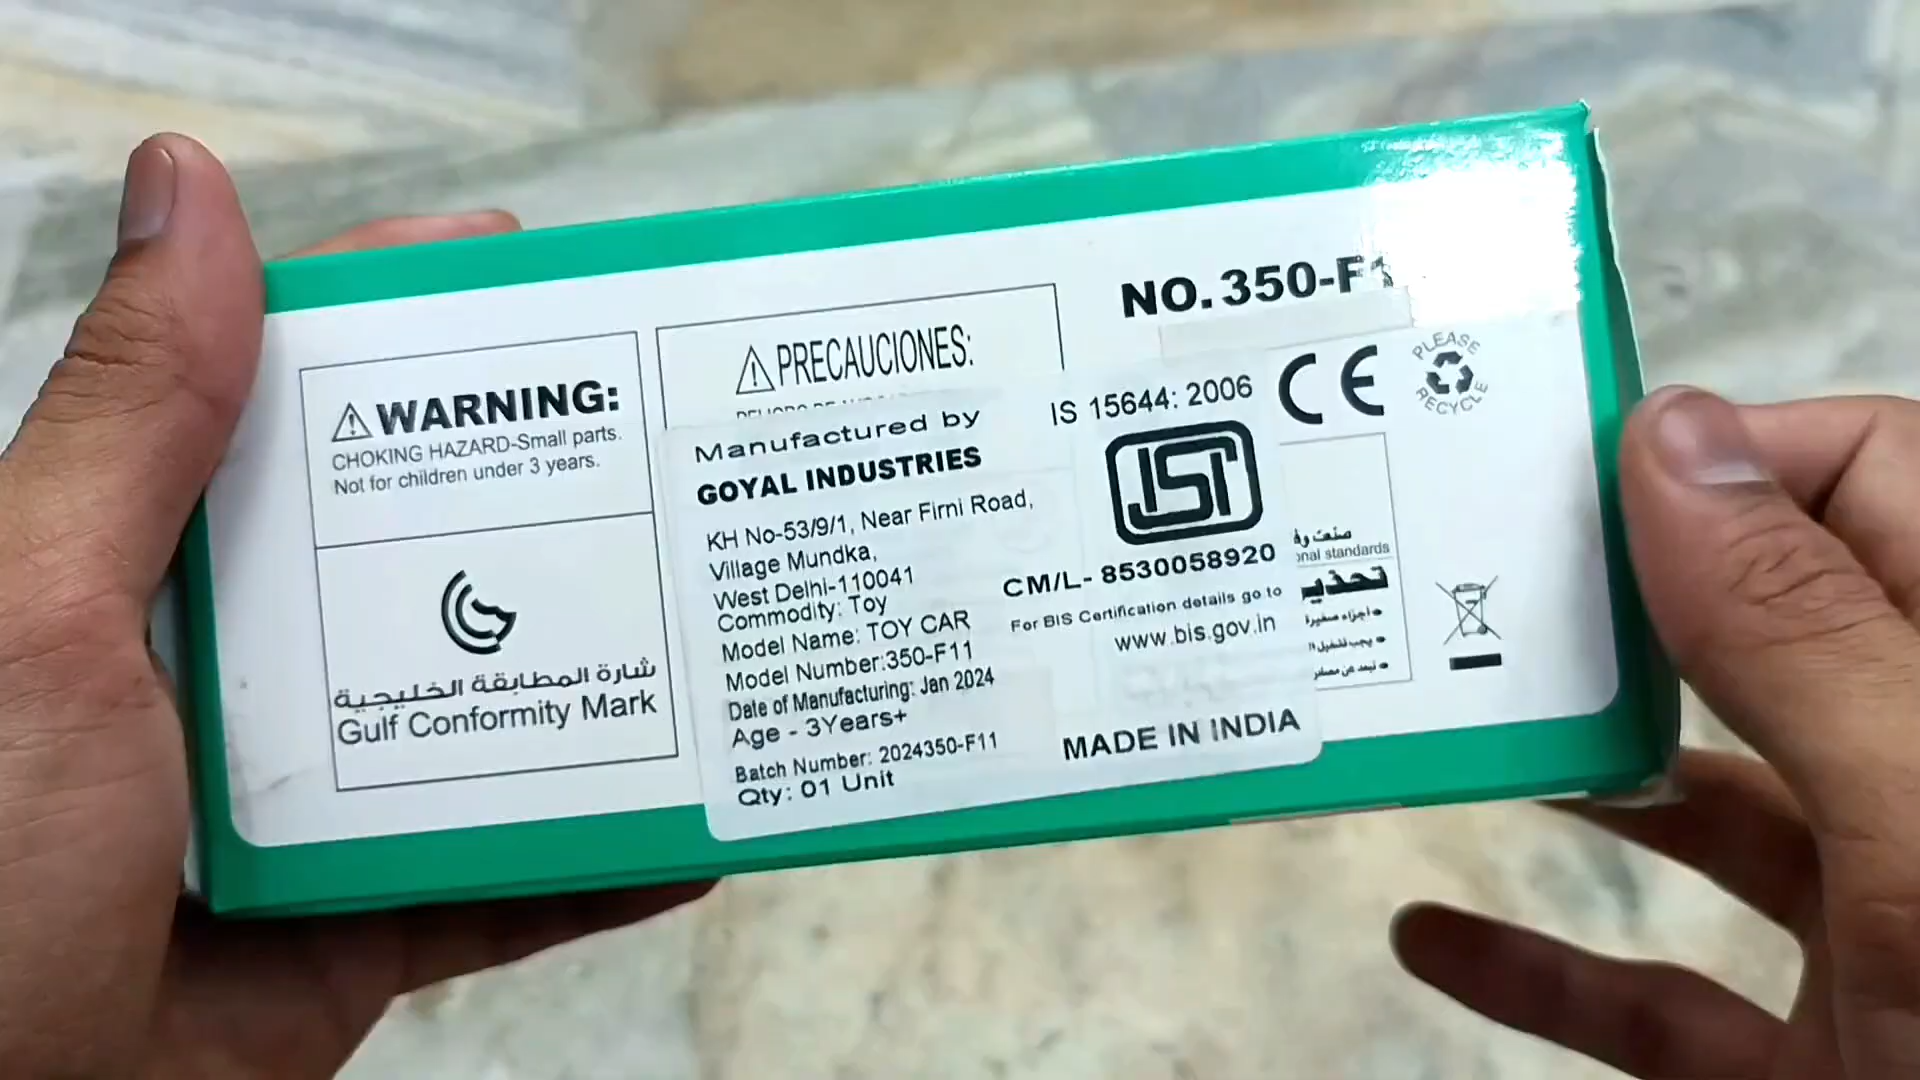 NO. 350-F1
WARNING:
CHOKING HAZARD-Small parts.
Not for children under 3 years.
شارة المطابقة الخليجية
Gulf Conformity Mark
PRECAUCIONES:
Manufactured by
GOYAL INDUSTRIES
KH No-53/9/1, Near Firni Road,
Village Mundka,
West Delhi-110041
Commodity: Toy
Model Name: TOY CAR
Model Number:350-F11
Date of Manufacturing: Jan 2024
Age - 3Years+
Batch Number: 2024350-F11
Qty: 01 Unit
IS 15644: 2006
ISI
CM/L- 8530058920
For BIS Certification details go to
www.bis.gov.in
MADE IN INDIA
CE
PLEASE
RECYCLE
standards
تحذير